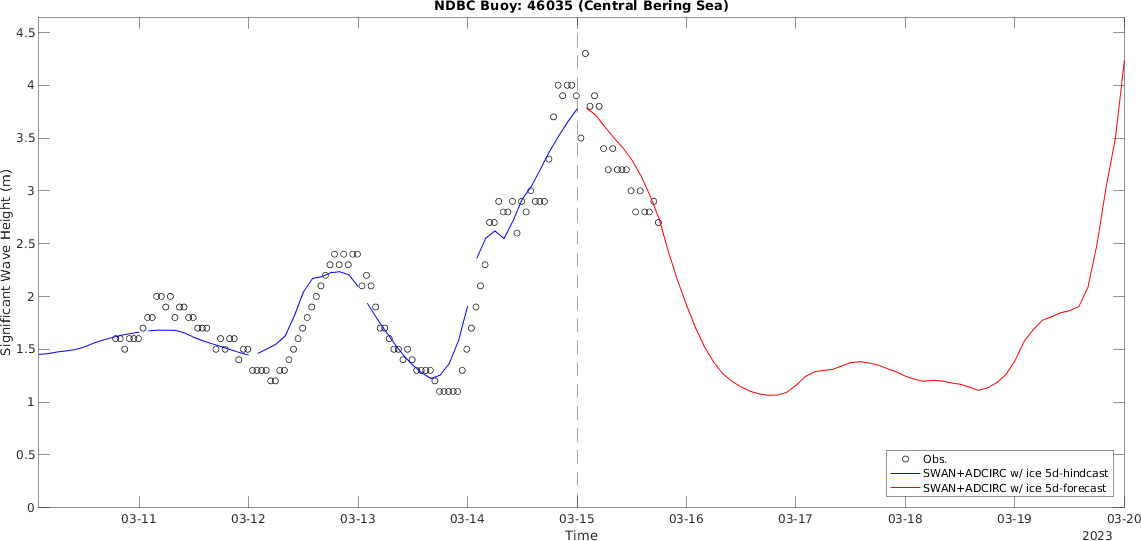 NDBC Buoy: 46035 (Central Bering Sea)
4.5
4
3.5
3
2.5
2
1.5
1
0.5
0
Significant Wave Height (m)
03-11 03-12 03-13 03-14 03-15 03-16 03-17 03-18 03-19 03-20
Time
2023
Obs.
SWAN+ADCIRC w/ ice 5d-hindcast
SWAN+ADCIRC w/ ice 5d-forecast